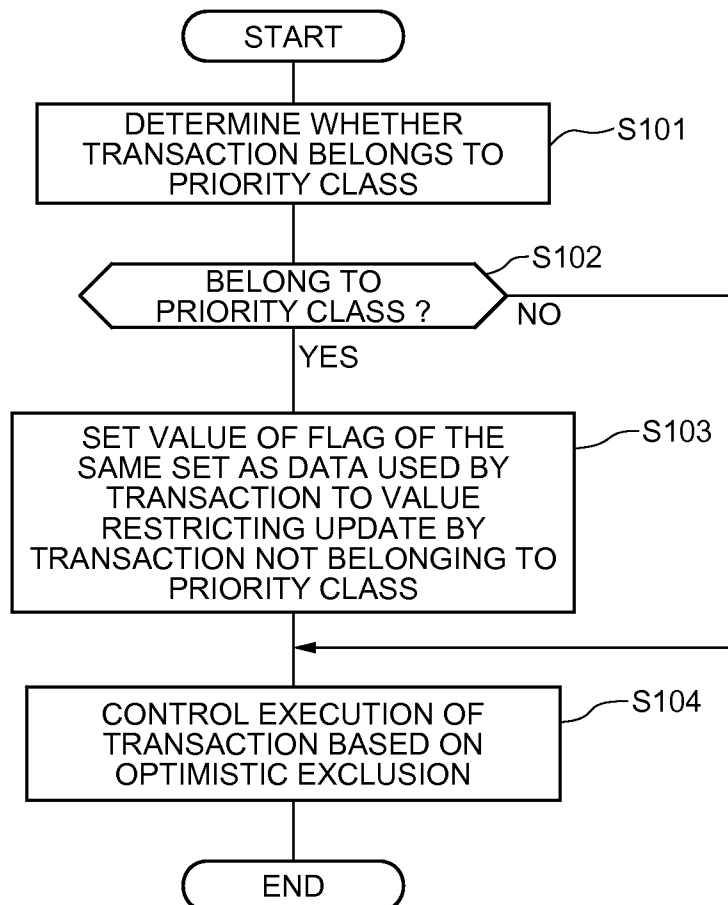 START
DETERMINE WHETHER
TRANSACTION BELONGS TO
PRIORITY CLASS
S101
BELONG TO
PRIORITY CLASS ?
S102
NO
YES
SET VALUE OF FLAG OF THE
SAME SET AS DATA USED BY
TRANSACTION TO VALUE
RESTRICTING UPDATE BY
TRANSACTION NOT BELONGING TO
PRIORITY CLASS
S103
CONTROL EXECUTION OF
TRANSACTION BASED ON
OPTIMISTIC EXCLUSION
S104
END